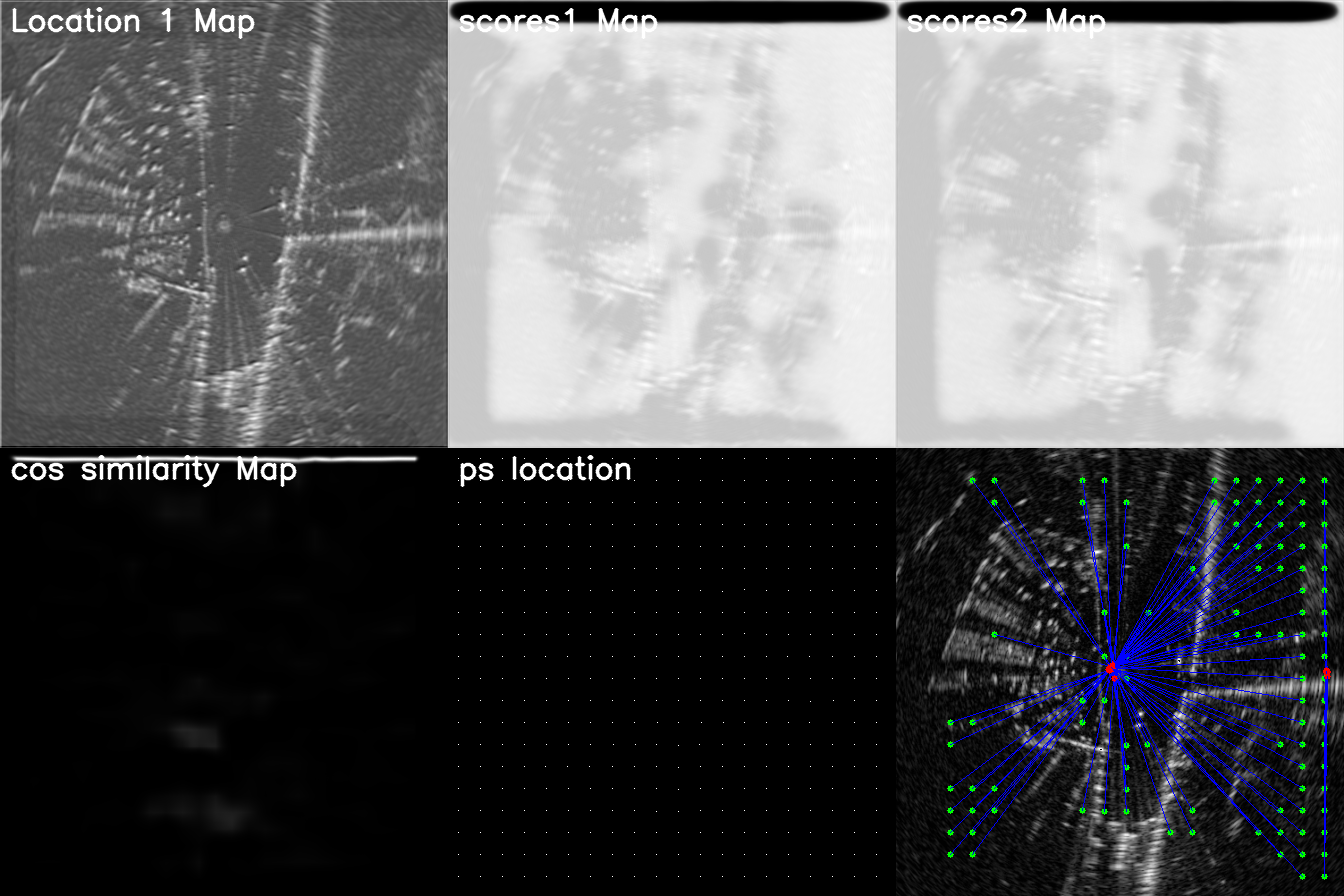 Location 1 Map
scores1 Map
scores2 Map
cos similarity Map
ps location